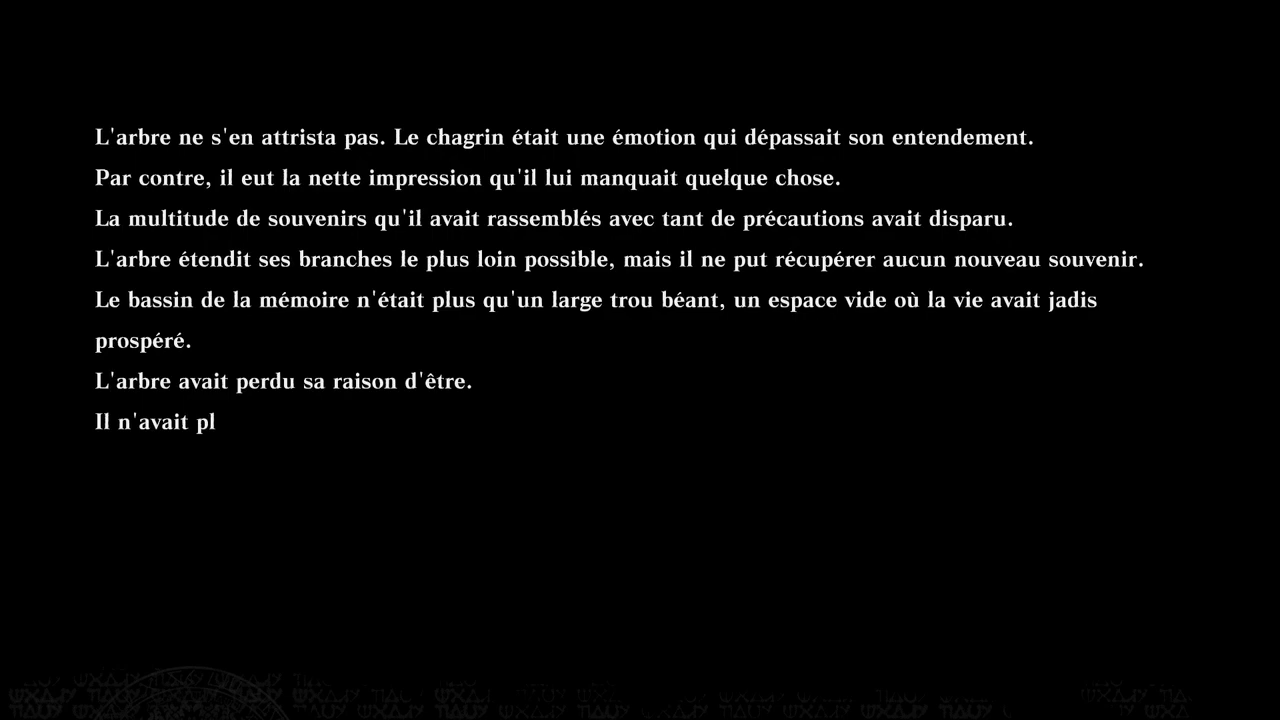 L'arbre ne s'en attrista pas. Le chagrin était une émotion qui dépassait son entendement.
Par contre, il eut la nette impression qu'il lui manquait quelque chose.
La multitude de souvenirs qu'il avait rassemblés avec tant de précautions avait disparu.
L'arbre étendit ses branches le plus loin possible, mais il ne put récupérer aucun nouveau souvenir.
Le bassin de la mémoire n'était plus qu'un large trou béant, un espace vide où la vie avait jadis
prospéré.
L'arbre avait perdu sa raison d'être.
Il n'avait pl